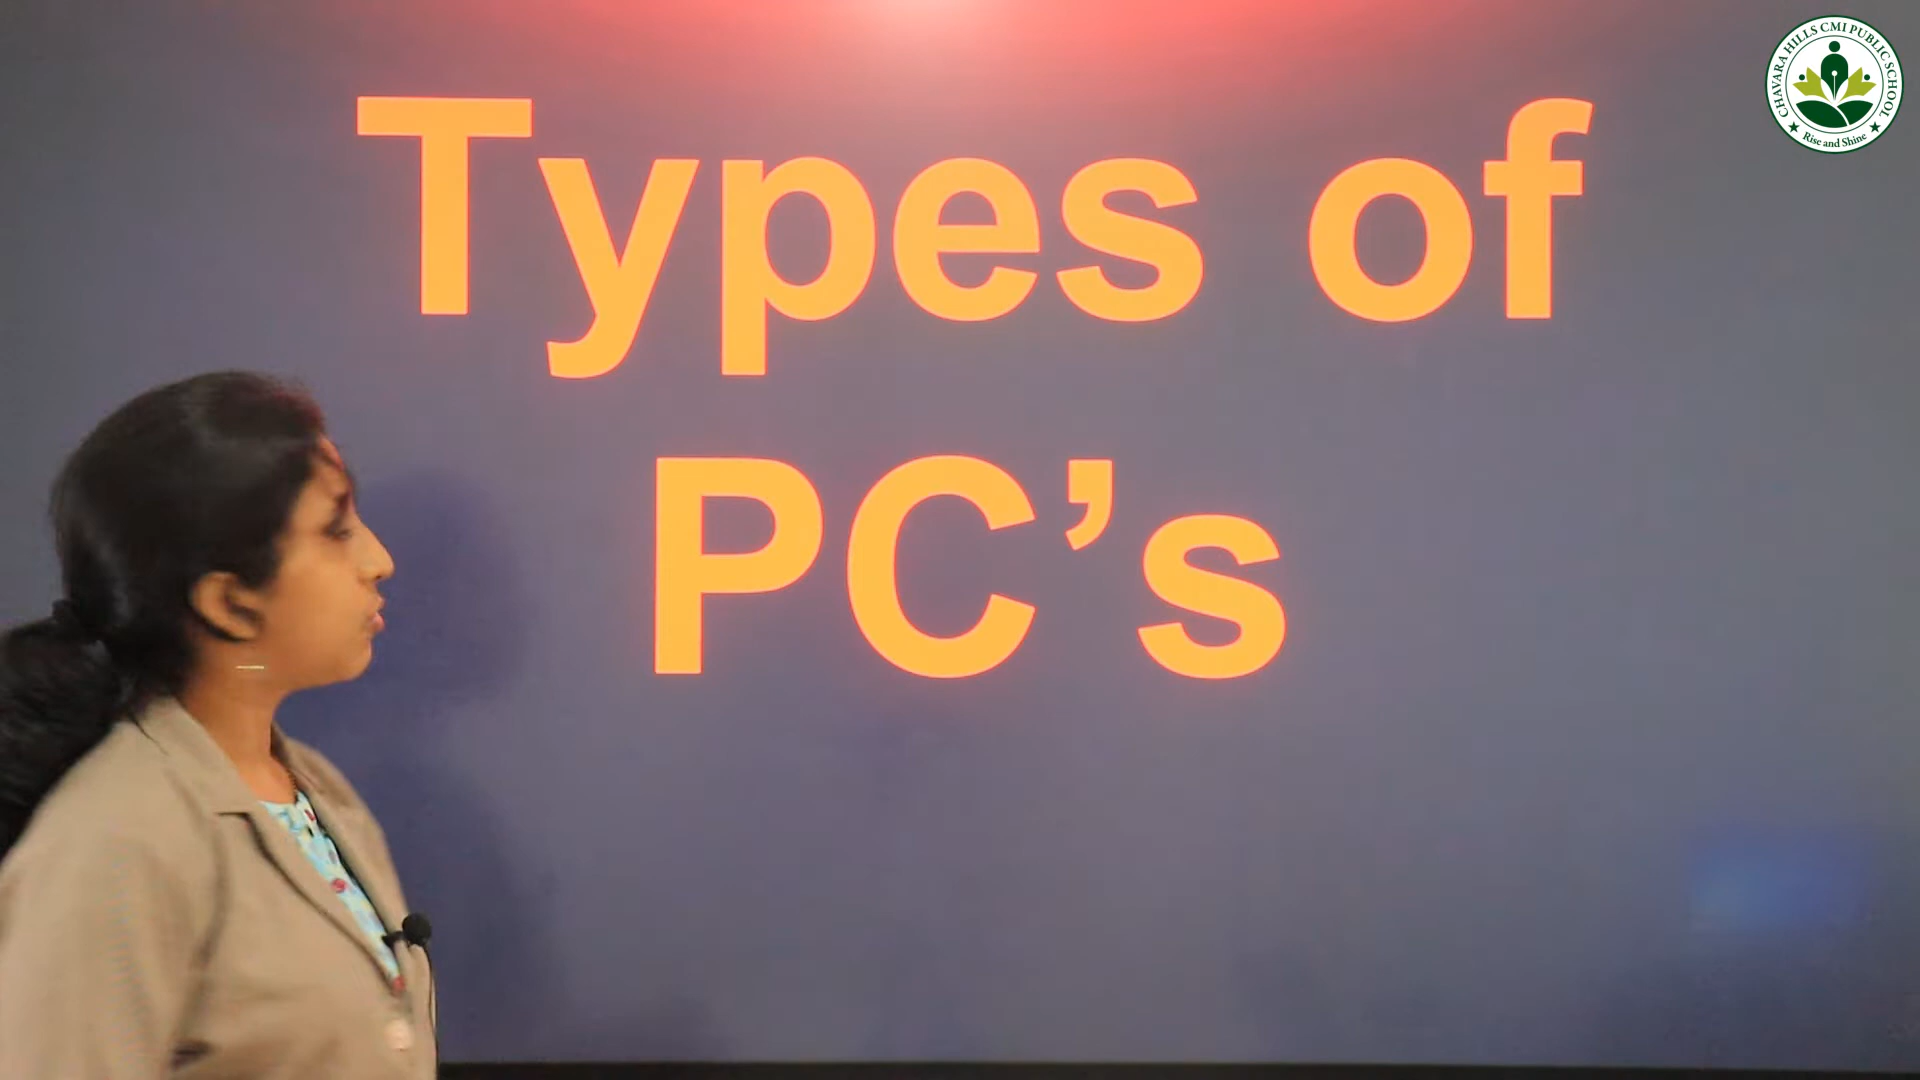 Types of
PC’s
CHAVARA HILLS CMI PUBLIC SCHOOL
Rise and Shine